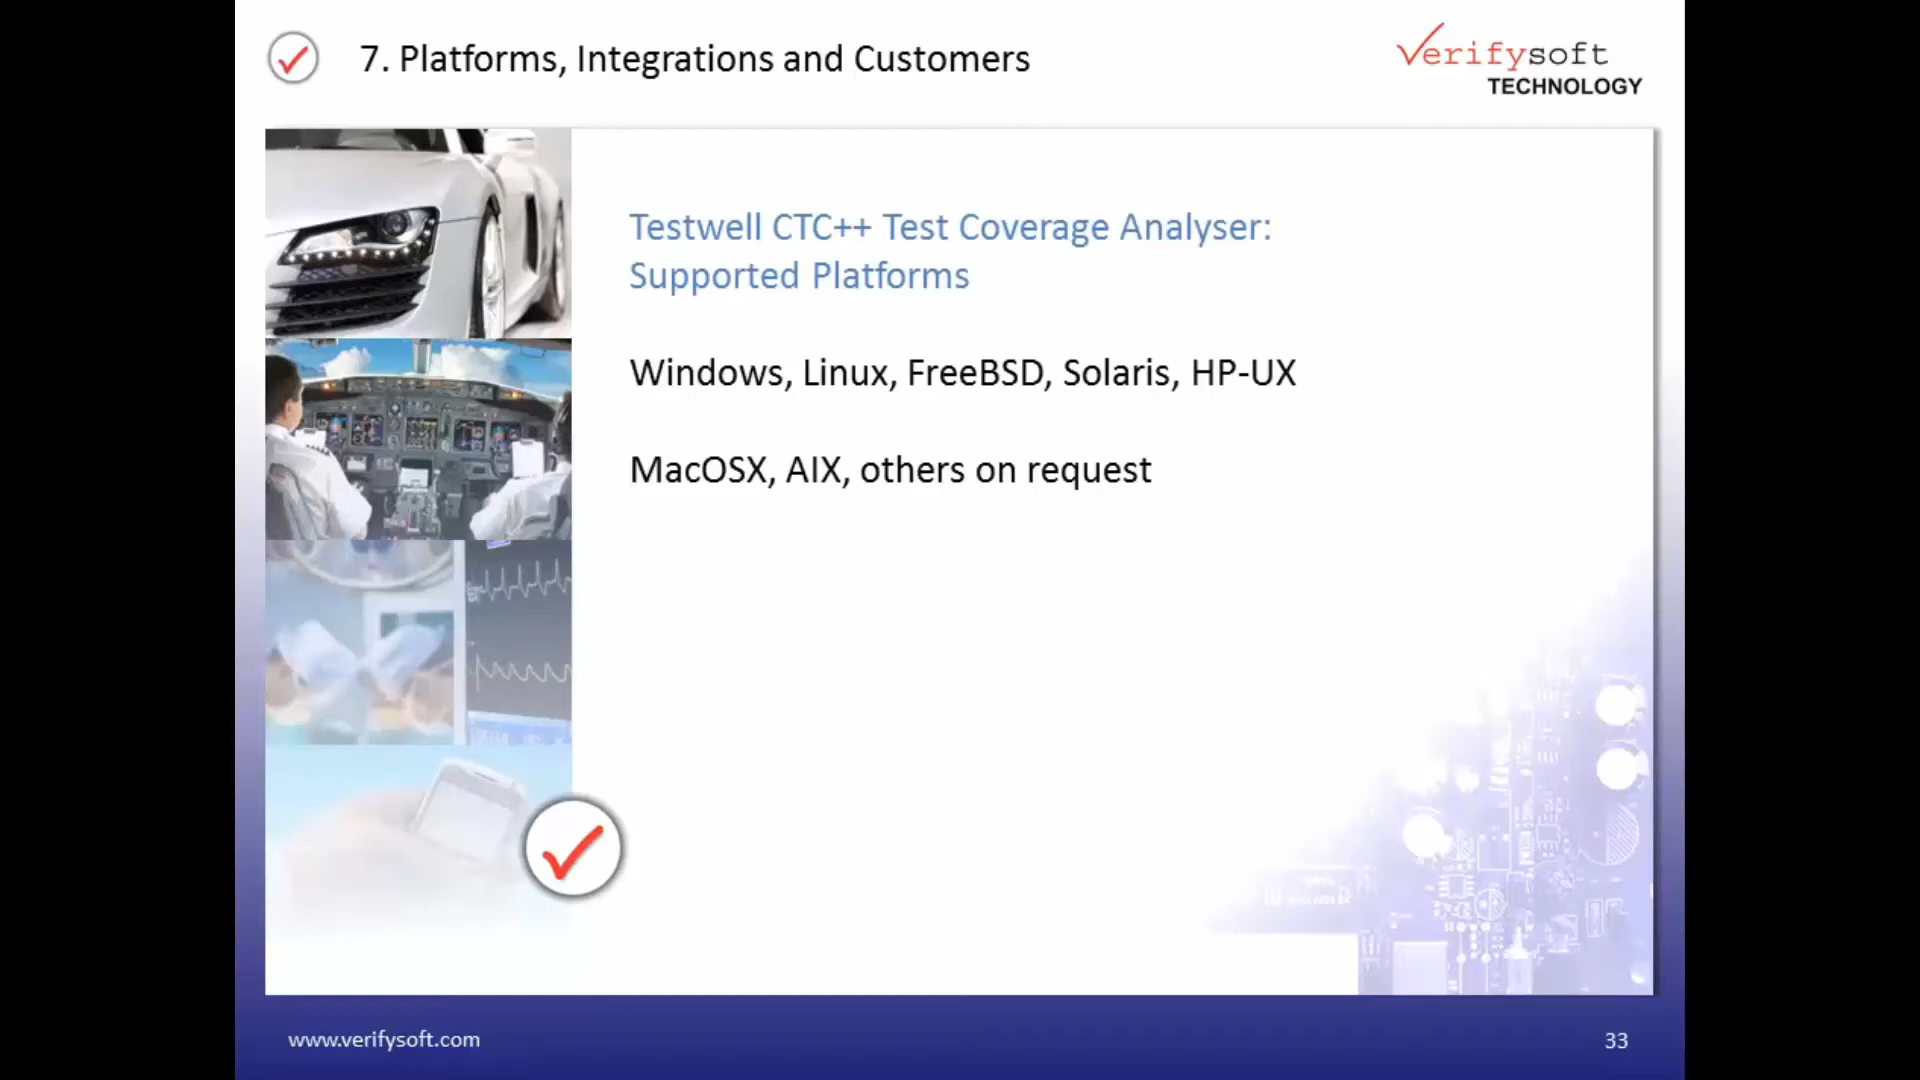 7. Platforms, Integrations and Customers
Verifysoft
TECHNOLOGY
Testwell CTC++ Test Coverage Analyser:
Supported Platforms
Windows, Linux, FreeBSD, Solaris, HP-UX
MacOSX, AIX, others on request
www.verifysoft.com
33